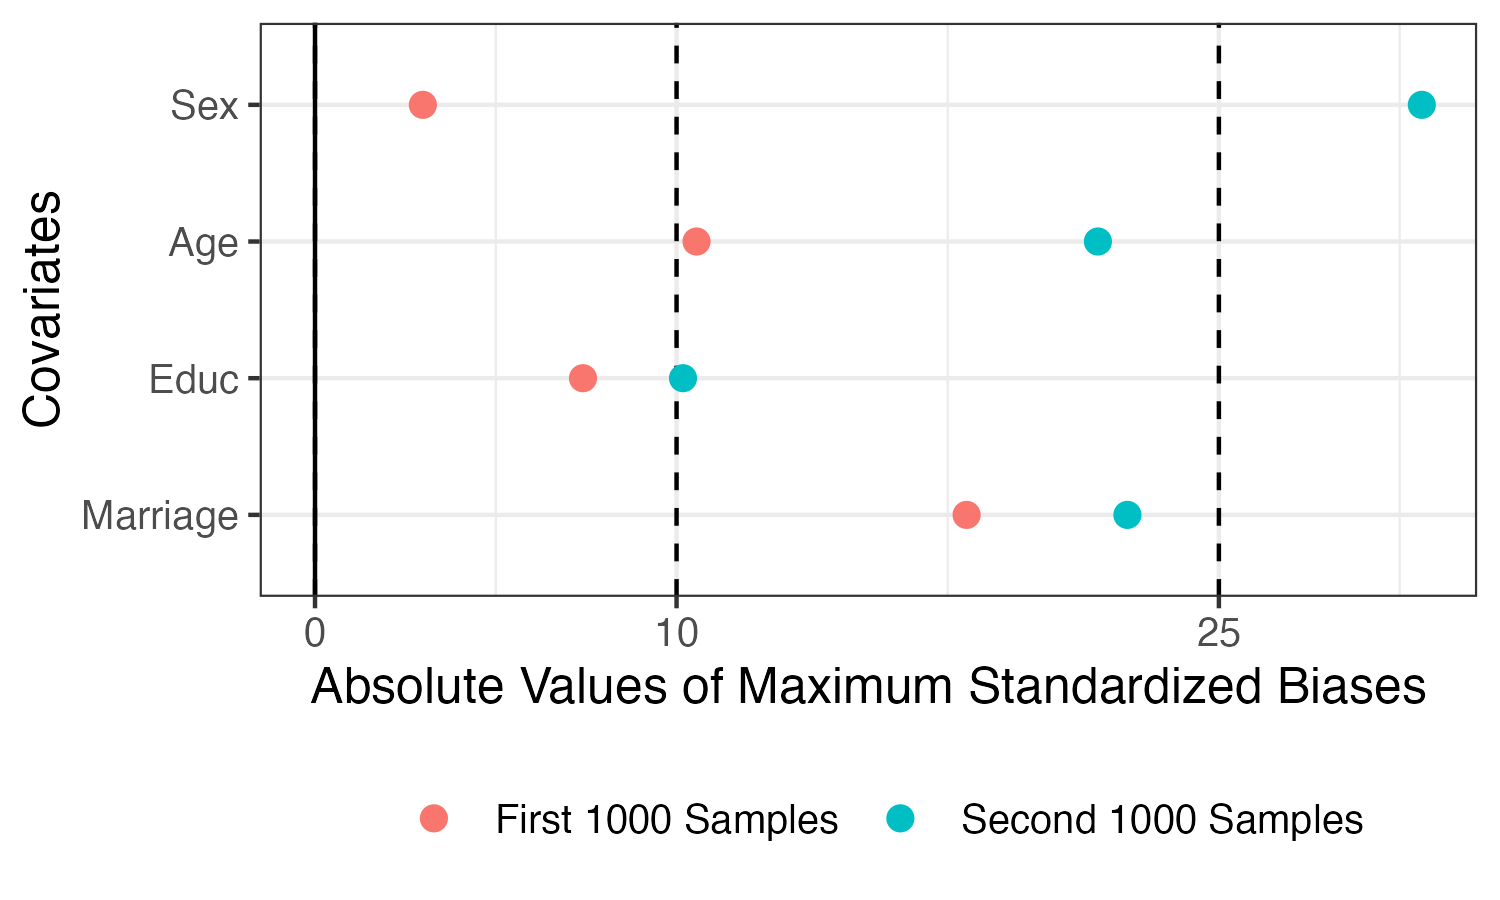 Covariates
Sex
Age
Educ
Marriage
0 10 25
Absolute Values of Maximum Standardized Biases
First 1000 Samples Second 1000 Samples